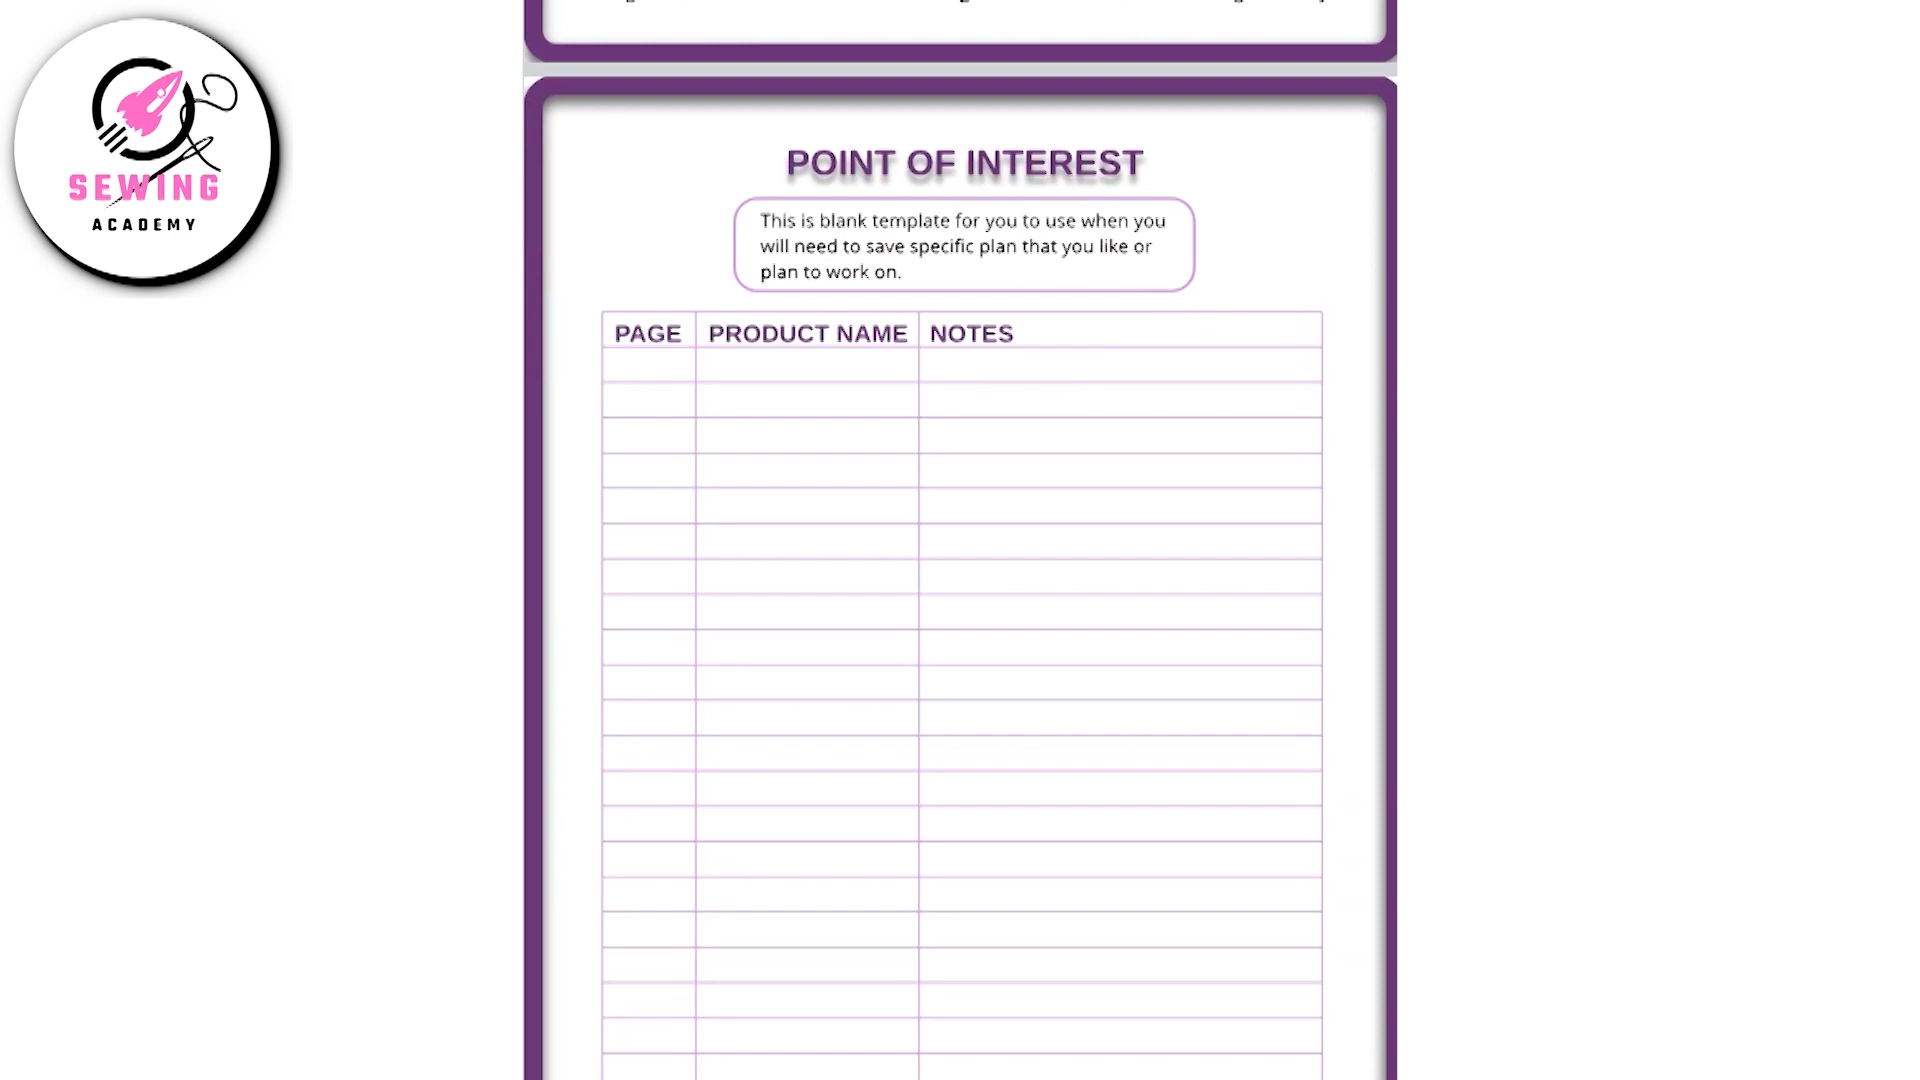 SEWING
ACADEMY
POINT OF INTEREST
This is blank template for you to use when you
will need to save specific plan that you like or
plan to work on.
PAGE PRODUCT NAME NOTES